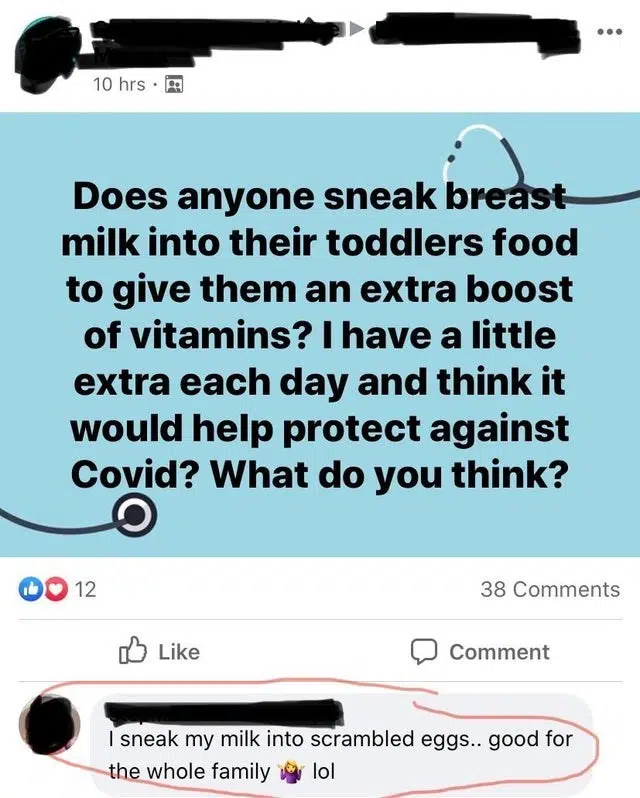 10 hrs ·
Does anyone sneak breast
milk into their toddlers food
to give them an extra boost
of vitamins? I have a little
extra each day and think it
would help protect against
Covid? What do you think?
12
38 Comments
Like
Comment
I sneak my milk into scrambled eggs.. good for
the whole family 🤷‍♀️ lol